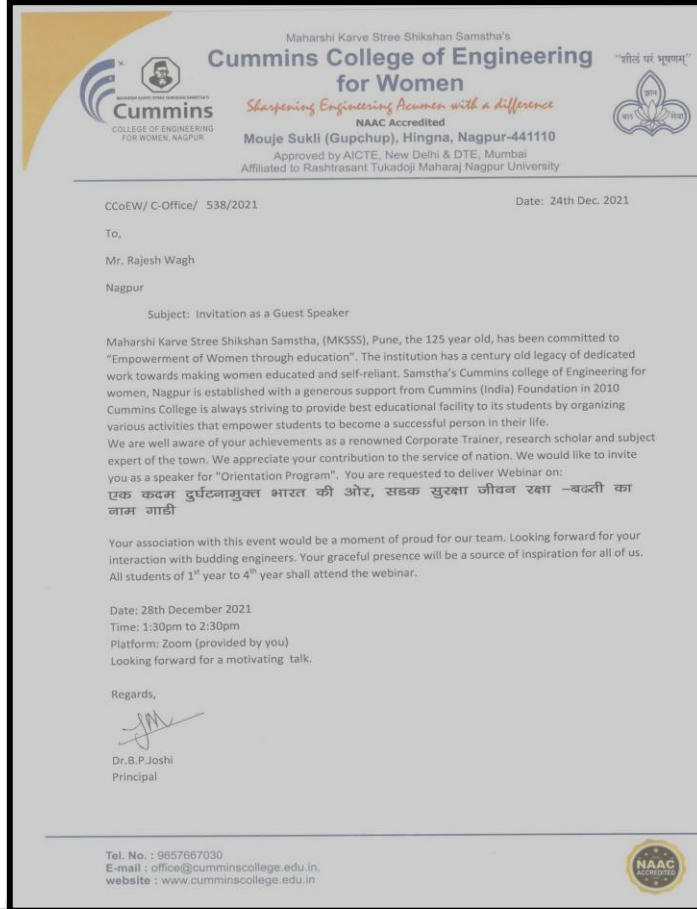 Maharshi Karve Stree Shikshan Samstha's
Cummins College of Engineering
for Women
Sharpening Engineering Acumen with a difference
NAAC Accredited
Mouje Sukli (Gupchup), Hingna, Nagpur-441110
Approved by AICTE, New Delhi & DTE, Mumbai
Affiliated to Rashtrasant Tukadoji Maharaj Nagpur University
MAHARSHI KARVE STREE SHIKSHAN SAMSTHA'S
Cummins
COLLEGE OF ENGINEERING
FOR WOMEN, NAGPUR
"शीलं परं भूषणम्"
ज्ञान
सेवा
CCoEW/ C-Office/ 538/2021 Date: 24th Dec. 2021
To,
Mr. Rajesh Wagh
Nagpur
Subject: Invitation as a Guest Speaker
Maharshi Karve Stree Shikshan Samstha, (MKSSS), Pune, the 125 year old, has been committed to
“Empowerment of Women through education”. The institution has a century old legacy of dedicated
work towards making women educated and self-reliant. Samstha's Cummins college of Engineering for
women, Nagpur is established with a generous support from Cummins (India) Foundation in 2010
Cummins College is always striving to provide best educational facility to its students by organizing
various activities that empower students to become a successful person in their life.
We are well aware of your achievements as a renowned Corporate Trainer, research scholar and subject
expert of the town. We appreciate your contribution to the service of nation. We would like to invite
you as a speaker for "Orientation Program". You are requested to deliver Webinar on:
एक कदम दुर्घटनामुक्त भारत की ओर, सडक सुरक्षा जीवन रक्षा –बढती का
नाम गाडी
Your association with this event would be a moment of proud for our team. Looking forward for your
interaction with budding engineers. Your graceful presence will be a source of inspiration for all of us.
All students of 1st year to 4th year shall attend the webinar.
Date: 28th December 2021
Time: 1:30pm to 2:30pm
Platform: Zoom (provided by you)
Looking forward for a motivating talk.
Regards,
Dr.B.P.Joshi
Principal
Tel. No. : 9657667030
E-mail : office@cumminscollege.edu.in,
website : www.cumminscollege.edu.in
NAAC
ACCREDITED